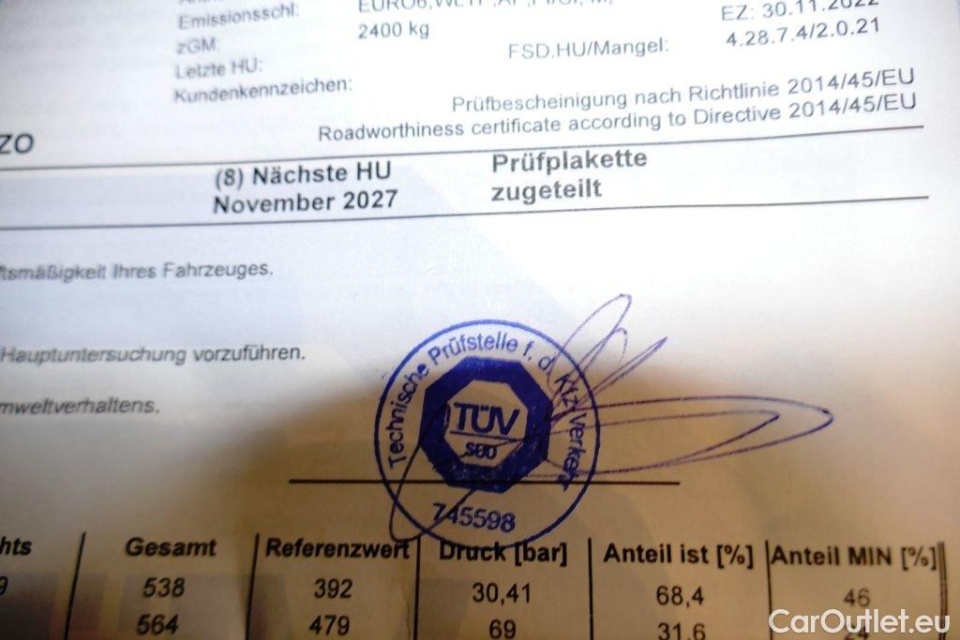 Emissionsschl:
zGM: 2400 kg
EZ: 30.11.2022
Letzte HU:
FSD.HU/Mangel: 4.28.7.4/2.0.21
Kundenkennzeichen:
Prüfbescheinigung nach Richtlinie 2014/45/EU
Roadworthiness certificate according to Directive 2014/45/EU
ZO
(8) Nächste HU Prüfplakette
November 2027 zugeteilt
ftsmäßigkeit Ihres Fahrzeuges.
Hauptuntersuchung vorzuführen.
mweltverhaltens,
Technische Prüfstelle f. d. Kfz Verkehr
TÜV
SÜD
745598
hts Gesamt Referenzwert Druck [bar] Anteil ist [%] Anteil MIN [%]
9 538 392 30,41 68,4 46
564 479 69 31,6
CarOutlet.eu